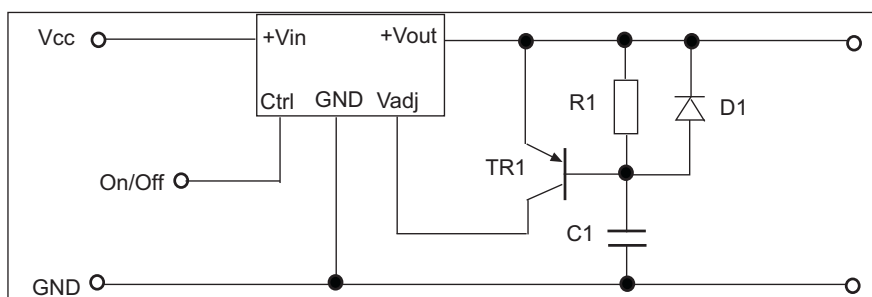 Vcc
+Vin +Vout
Ctrl GND Vadj
R1
D1
TR1
On/Off
C1
GND